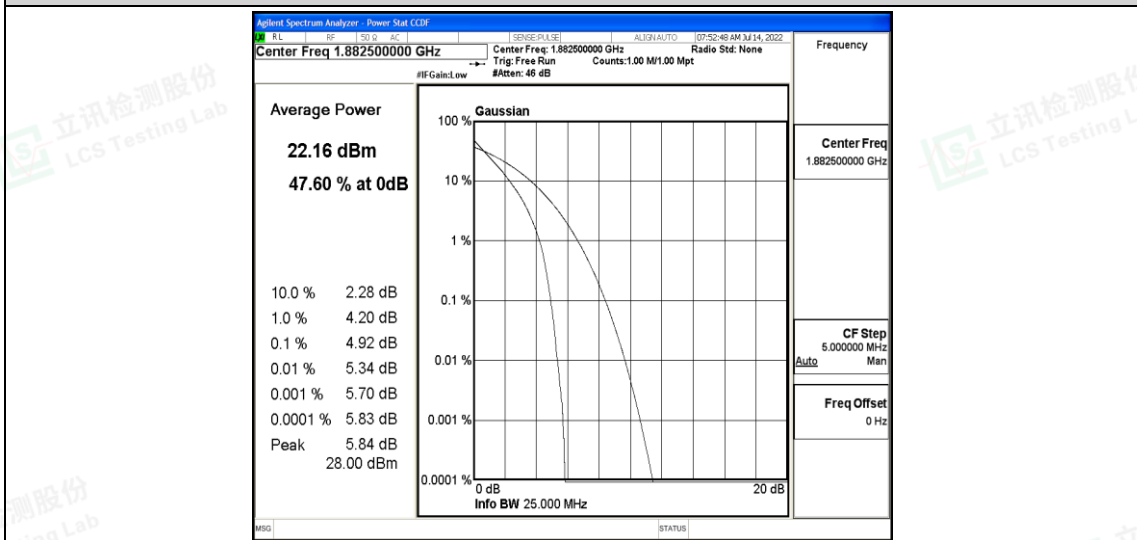 Agilent Spectrum Analyzer - Power Stat CCDF
RL RF 50 Ω AC SENSE:PULSE ALIGN AUTO 07:52:48 AM Jul 14, 2022
Center Freq 1.882500000 GHz
Center Freq: 1.882500000 GHz Radio Std: None
Trig: Free Run Counts:1.00 M/1.00 Mpt
#IFGain:Low #Atten: 46 dB
Frequency
Average Power
22.16 dBm
47.60 % at 0dB
10.0 % 2.28 dB
1.0 % 4.20 dB
0.1 % 4.92 dB
0.01 % 5.34 dB
0.001 % 5.70 dB
0.0001 % 5.83 dB
Peak 5.84 dB
28.00 dBm
Gaussian
100 %
10 %
1 %
0.1 %
0.01 %
0.001 %
0.0001 %
0 dB 20 dB
Info BW 25.000 MHz
Center Freq
1.882500000 GHz
CF Step
5.000000 MHz
Auto Man
Freq Offset
0 Hz
MSG STATUS
立讯检测股份
LCS Testing Lab
立讯检测股份
LCS Testing L
测股份
ing Lab